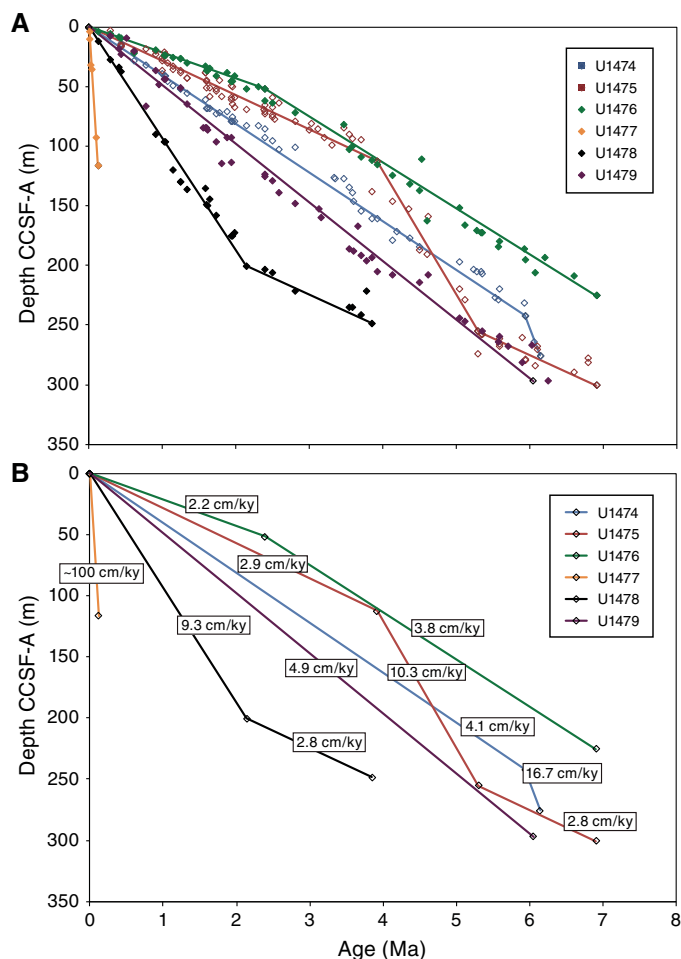 A
0
50
100
150
200
250
300
350
Depth CCSF-A (m)
U1474
U1475
U1476
U1477
U1478
U1479
B
0
50
100
150
200
250
300
350
Depth CCSF-A (m)
U1474
U1475
U1476
U1477
U1478
U1479
2.2 cm/ky
2.9 cm/ky
~100 cm/ky
9.3 cm/ky
3.8 cm/ky
4.9 cm/ky
10.3 cm/ky
4.1 cm/ky
2.8 cm/ky
16.7 cm/ky
2.8 cm/ky
0 1 2 3 4 5 6 7 8
Age (Ma)